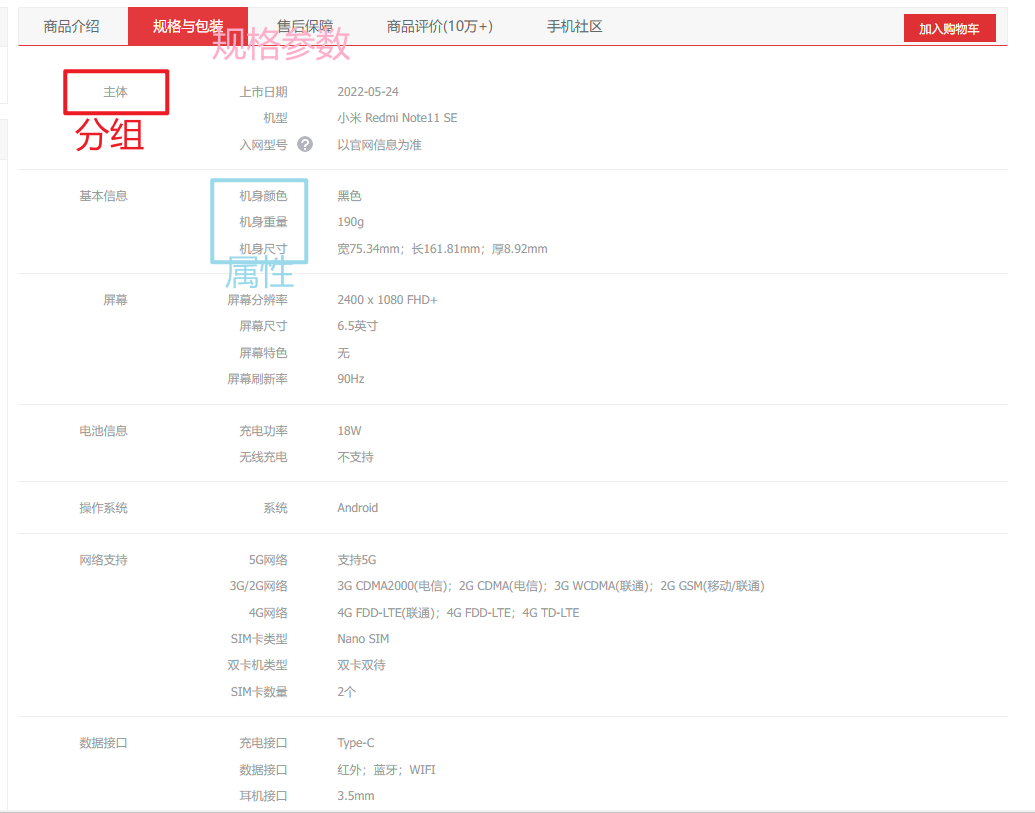 商品介绍 规格与包装 售后保障 商品评价(10万+) 手机社区 加入购物车
规格参数
主体 上市日期 2022-05-24
机型 小米 Redmi Note11 SE
分组
入网型号 ? 以官网信息为准
基本信息 机身颜色 黑色
机身重量 190g
机身尺寸 宽75.34mm；长161.81mm；厚8.92mm
属性
屏幕 屏幕分辨率 2400 x 1080 FHD+
屏幕尺寸 6.5英寸
屏幕特色 无
屏幕刷新率 90Hz
电池信息 充电功率 18W
无线充电 不支持
操作系统 系统 Android
网络支持 5G网络 支持5G
3G/2G网络 3G CDMA2000(电信)；2G CDMA(电信)；3G WCDMA(联通)；2G GSM(移动/联通)
4G网络 4G FDD-LTE(联通)；4G FDD-LTE；4G TD-LTE
SIM卡类型 Nano SIM
双卡机类型 双卡双待
SIM卡数量 2个
数据接口 充电接口 Type-C
数据接口 红外；蓝牙；WIFI
耳机接口 3.5mm